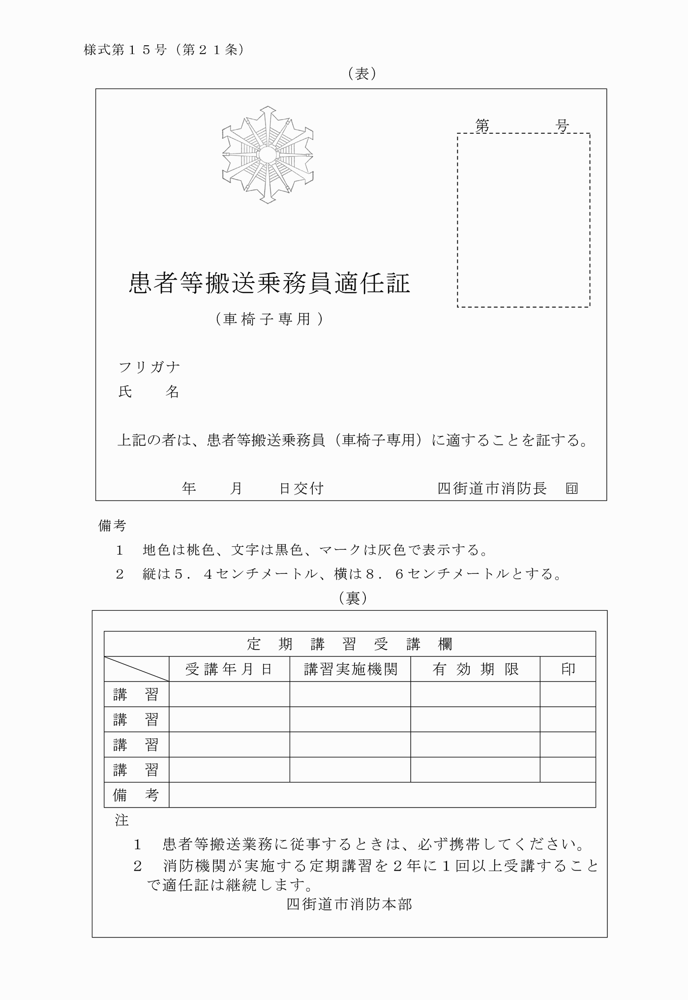 様式第１５号（第２１条）
（表）
第　　　　号
患者等搬送乗務員適任証
（車椅子専用）
フリガナ
氏　　名
上記の者は、患者等搬送乗務員（車椅子専用）に適することを証する。
年　　月　　日交付　　　　　　　四街道市消防長　㊞
備考
１　地色は桃色、文字は黒色、マークは灰色で表示する。
２　縦は５．４センチメートル、横は８．６センチメートルとする。
（裏）
定　期　講　習　受　講　欄
受講年月日　講習実施機関　有効期限　印
講　習
講　習
講　習
講　習
備　考
注
１　患者等搬送業務に従事するときは、必ず携帯してください。
２　消防機関が実施する定期講習を２年に１回以上受講すること
で適任証は継続します。
四街道市消防本部